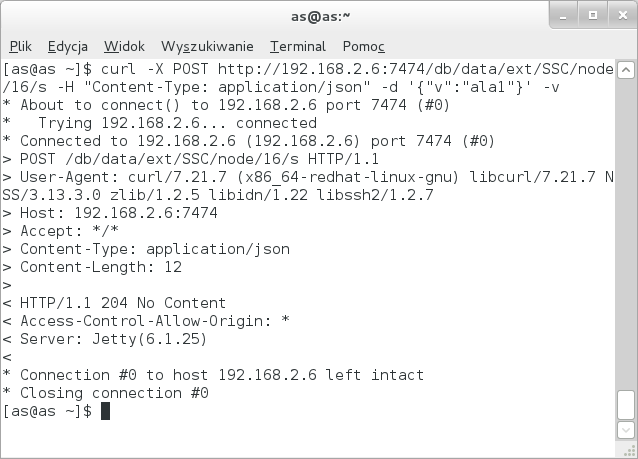 as@as:~
Plik Edycja Widok Wyszukiwanie Terminal Pomoc
[as@as ~]$ curl -X POST http://192.168.2.6:7474/db/data/ext/SSC/node
/16/s -H "Content-Type: application/json" -d '{"v":"ala1"}' -v
* About to connect() to 192.168.2.6 port 7474 (#0)
*   Trying 192.168.2.6... connected
* Connected to 192.168.2.6 (192.168.2.6) port 7474 (#0)
> POST /db/data/ext/SSC/node/16/s HTTP/1.1
> User-Agent: curl/7.21.7 (x86_64-redhat-linux-gnu) libcurl/7.21.7 N
SS/3.13.3.0 zlib/1.2.5 libidn/1.22 libssh2/1.2.7
> Host: 192.168.2.6:7474
> Accept: */*
> Content-Type: application/json
> Content-Length: 12
>
< HTTP/1.1 204 No Content
< Access-Control-Allow-Origin: *
< Server: Jetty(6.1.25)
<
* Connection #0 to host 192.168.2.6 left intact
* Closing connection #0
[as@as ~]$